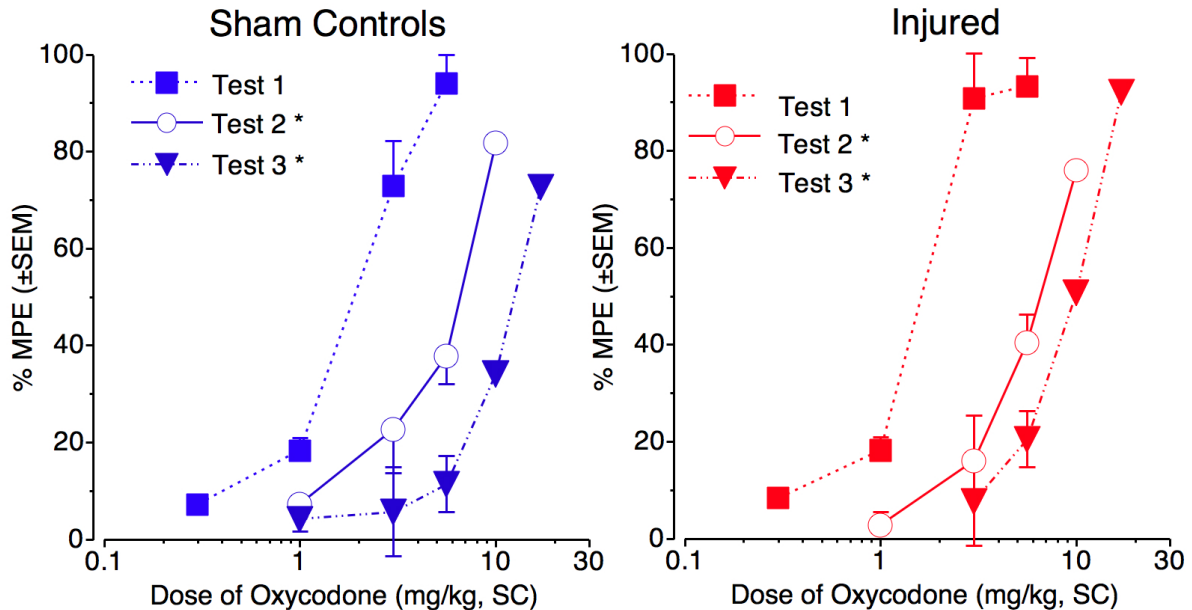 Sham Controls
% MPE (±SEM)
100
80
60
40
20
0
Test 1
Test 2 *
Test 3 *
0.1
1
10
30
Dose of Oxycodone (mg/kg, SC)
Injured
% MPE (±SEM)
100
80
60
40
20
0
Test 1
Test 2 *
Test 3 *
0.1
1
10
30
Dose of Oxycodone (mg/kg, SC)